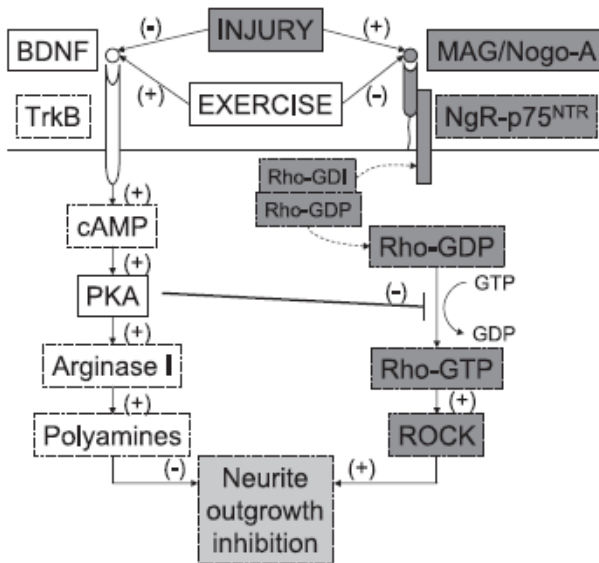 (-)
INJURY
(+)
BDNF
MAG/Nogo-A
(+)
EXERCISE
(-)
TrkB
NgR-p75NTR
(+)
Rho-GDI
cAMP
Rho-GDP
(+)
Rho-GDP
PKA
(-)
GTP
(+)
GDP
Arginase I
Rho-GTP
(+)
(+)
Polyamines
ROCK
(-)
Neurite
outgrowth
inhibition
(+)